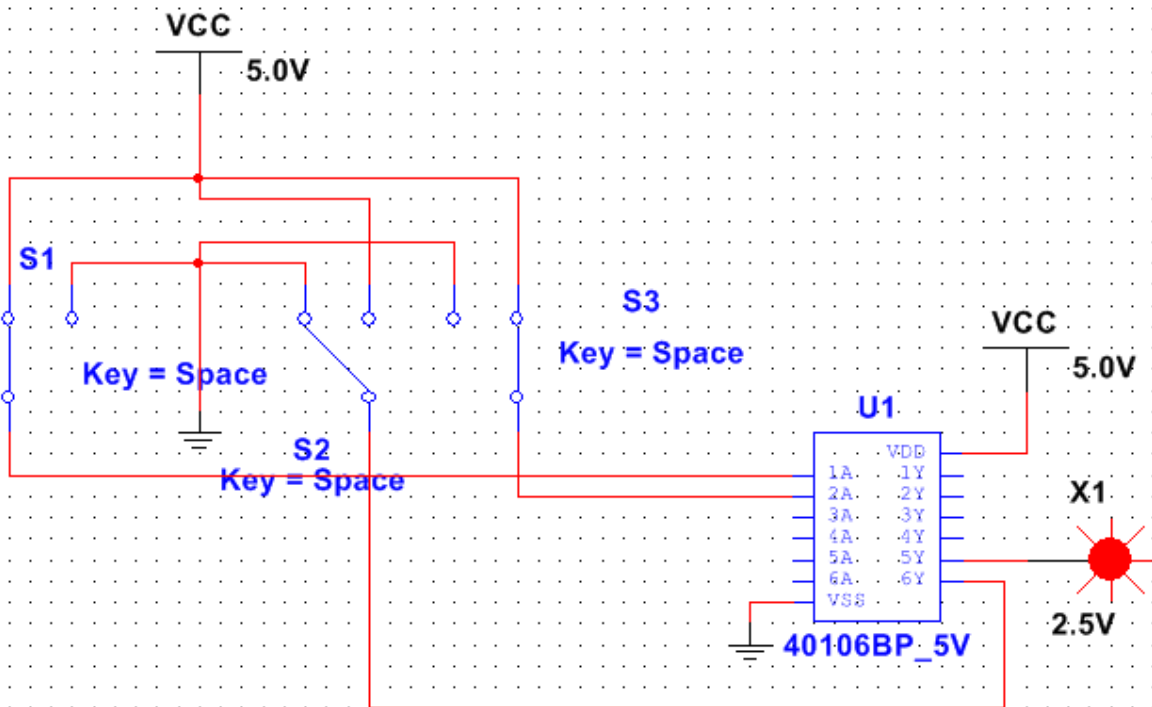 VCC
5.0V
S1
S3
Key = Space
Key = Space
S2
Key = Space
VCC
5.0V
U1
VDD
1A 1Y
2A 2Y
3A 3Y
4A 4Y
5A 5Y
6A 6Y
VSS
40106BP_5V
X1
2.5V